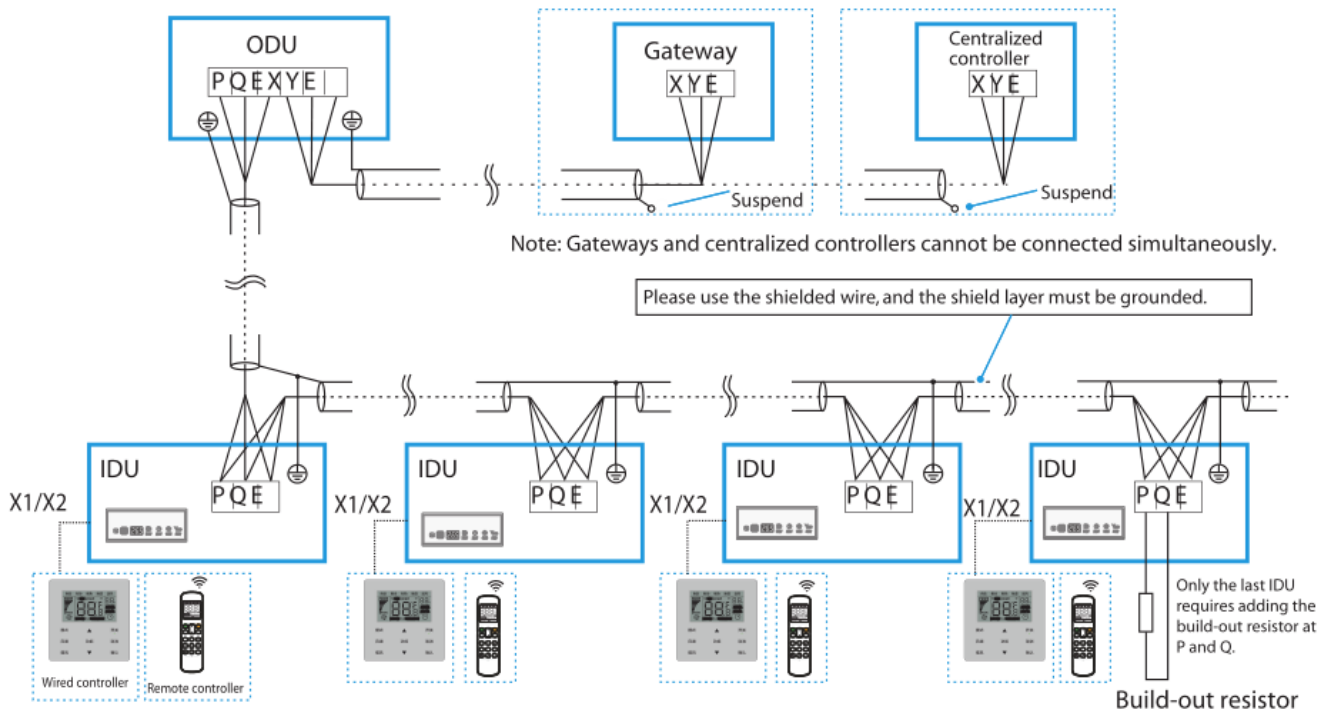 ODU
P Q E X Y E
Gateway
X Y E
Centralized
controller
X Y E
Suspend
Suspend
Note: Gateways and centralized controllers cannot be connected simultaneously.
Please use the shielded wire, and the shield layer must be grounded.
IDU
P Q E
X1/X2
IDU
P Q E
X1/X2
IDU
P Q E
X1/X2
IDU
P Q E
X1/X2
Wired controller
Remote controller
Only the last IDU
requires adding the
build-out resistor at
P and Q.
Build-out resistor